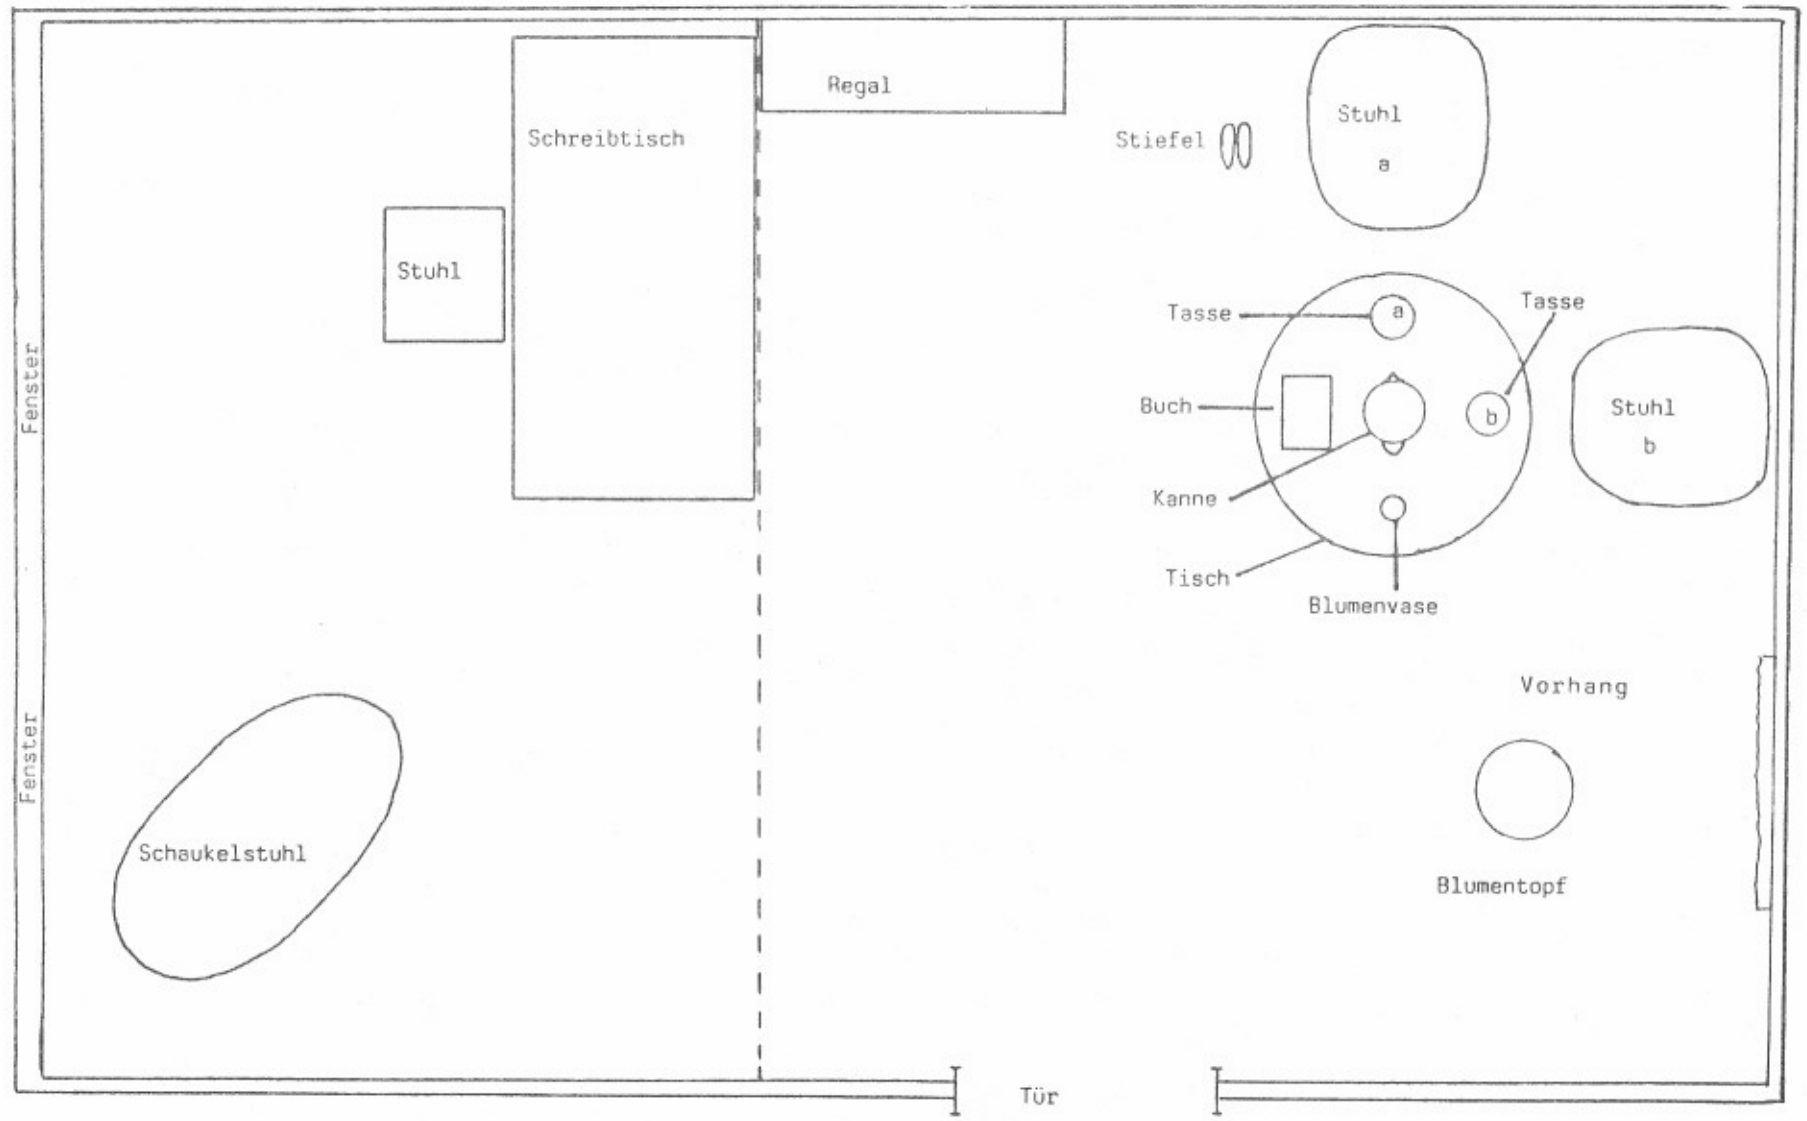 Regal
Schreibtisch
Stuhl
a
Stiefel
Stuhl
Tasse
a
Tasse
Fenster
Buch
b
Stuhl
b
Kanne
Tisch
Blumenvase
Vorhang
Fenster
Schaukelstuhl
Blumentopf
Tür